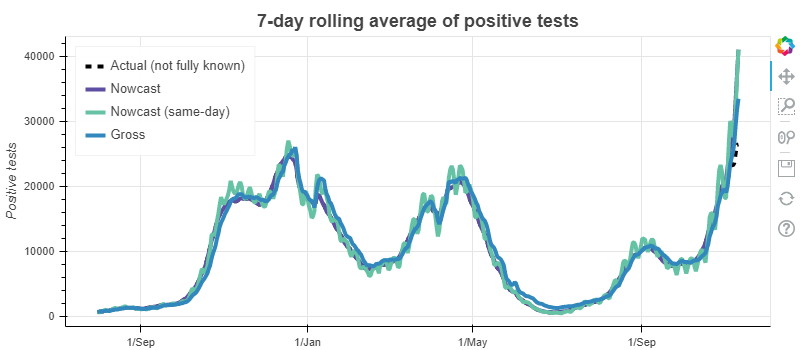 7-day rolling average of positive tests
Actual (not fully known)
Nowcast
Nowcast (same-day)
Gross
Positive tests
40000
30000
20000
10000
0
1/Sep
1/Jan
1/May
1/Sep